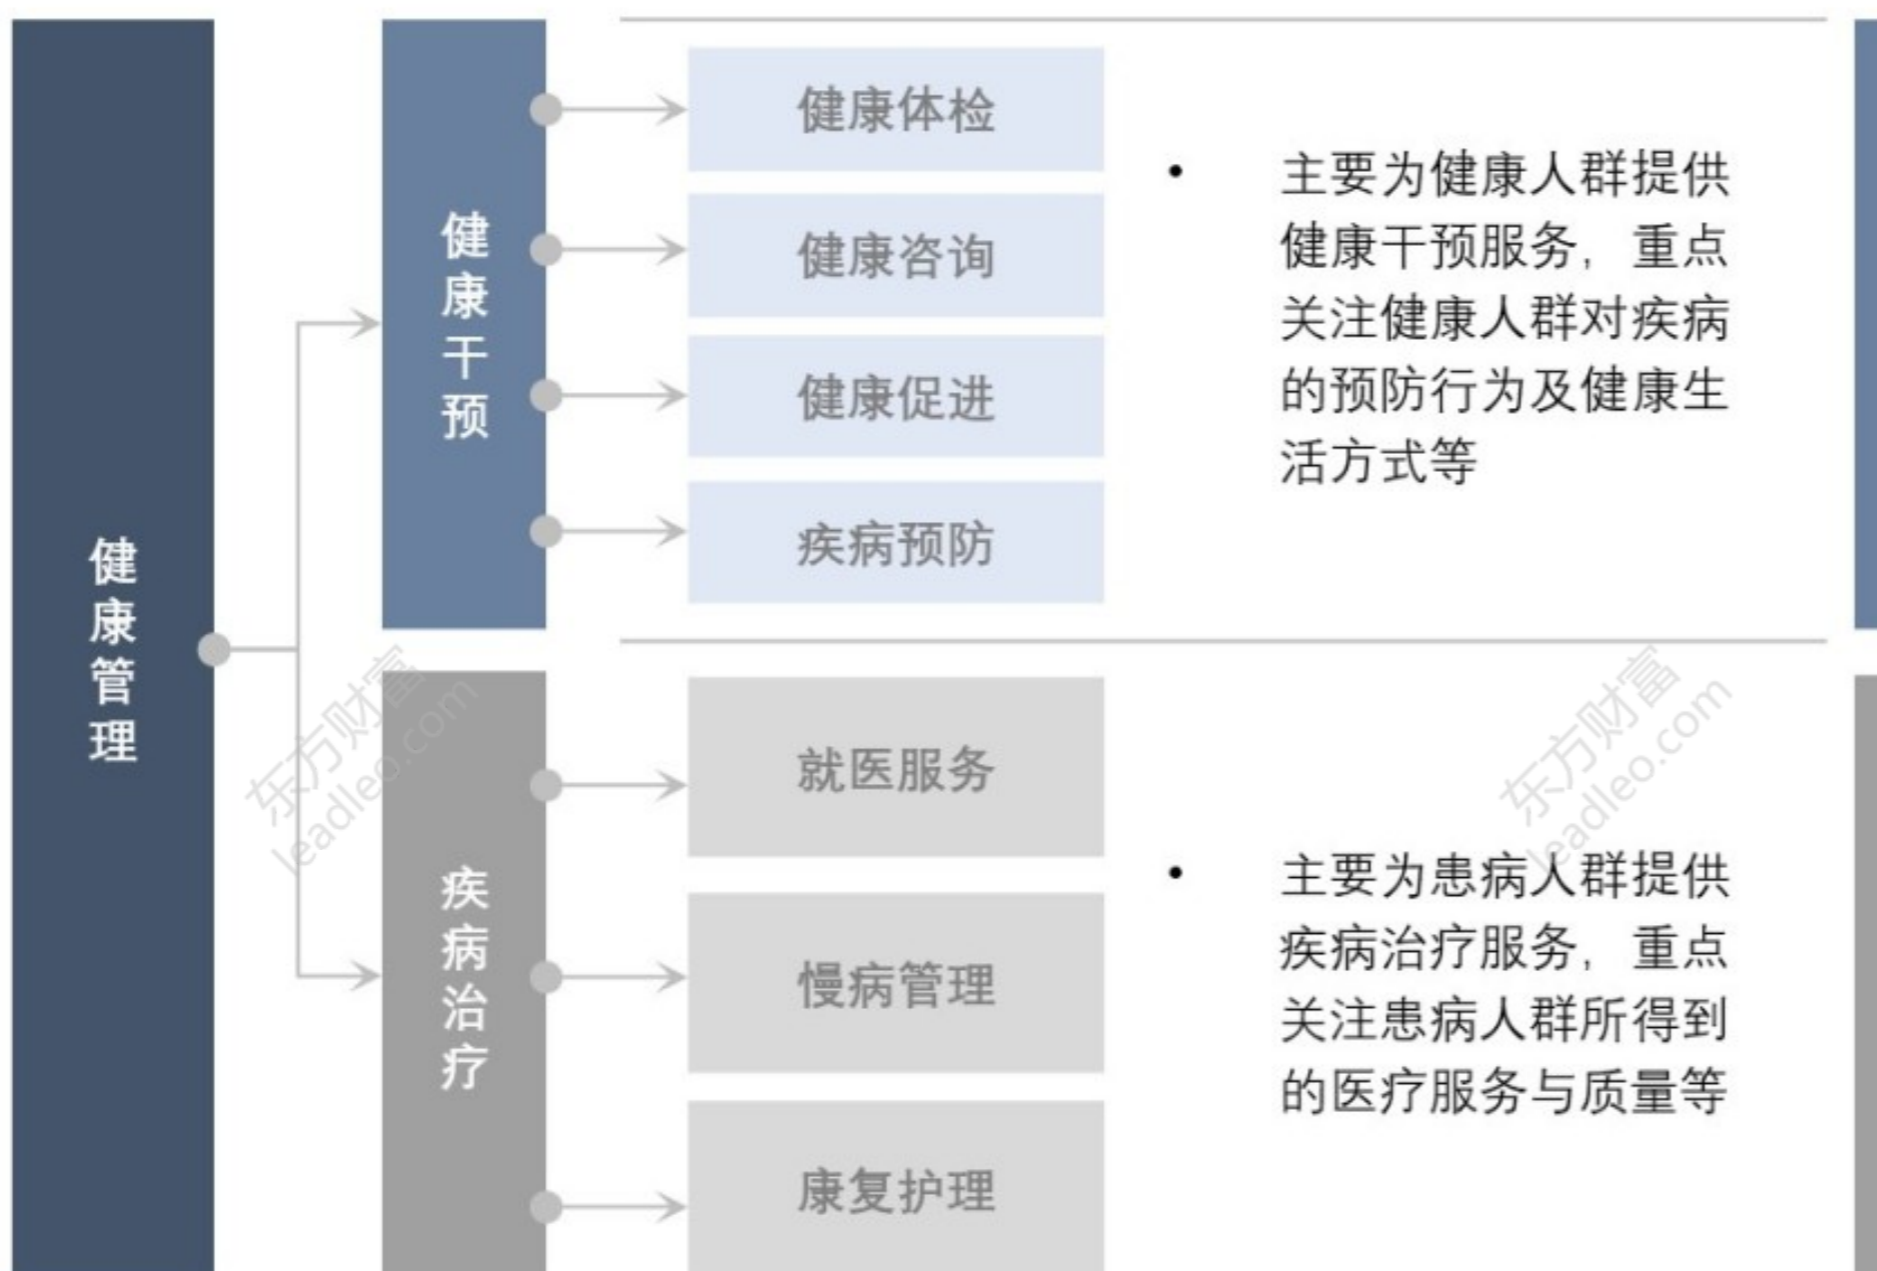 健康管理
健康干预
健康体检
健康咨询
健康促进
疾病预防
• 主要为健康人群提供
健康干预服务，重点
关注健康人群对疾病
的预防行为及健康生
活方式等
疾病治疗
就医服务
慢病管理
康复护理
• 主要为患病人群提供
疾病治疗服务，重点
关注患病人群所得到
的医疗服务与质量等
东方财富
leadleo.com
东方财富
leadleo.com